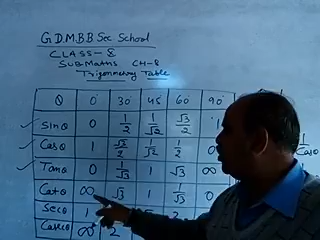 G.D.M.B.B Sec. School
CLASS-8
SUB Maths CH-8
Trigonometry Table
Q 0° 30° 45 60° 90°
Sinθ 0 1/2 1/√2 √3/2 1
Cosθ 1 √3/2 1/√2 1/2 0
Tanθ 0 1/√3 1 √3 ∞
Cotθ ∞ √3 1 1/√3 0
Secθ
Cosecθ ∞ 2